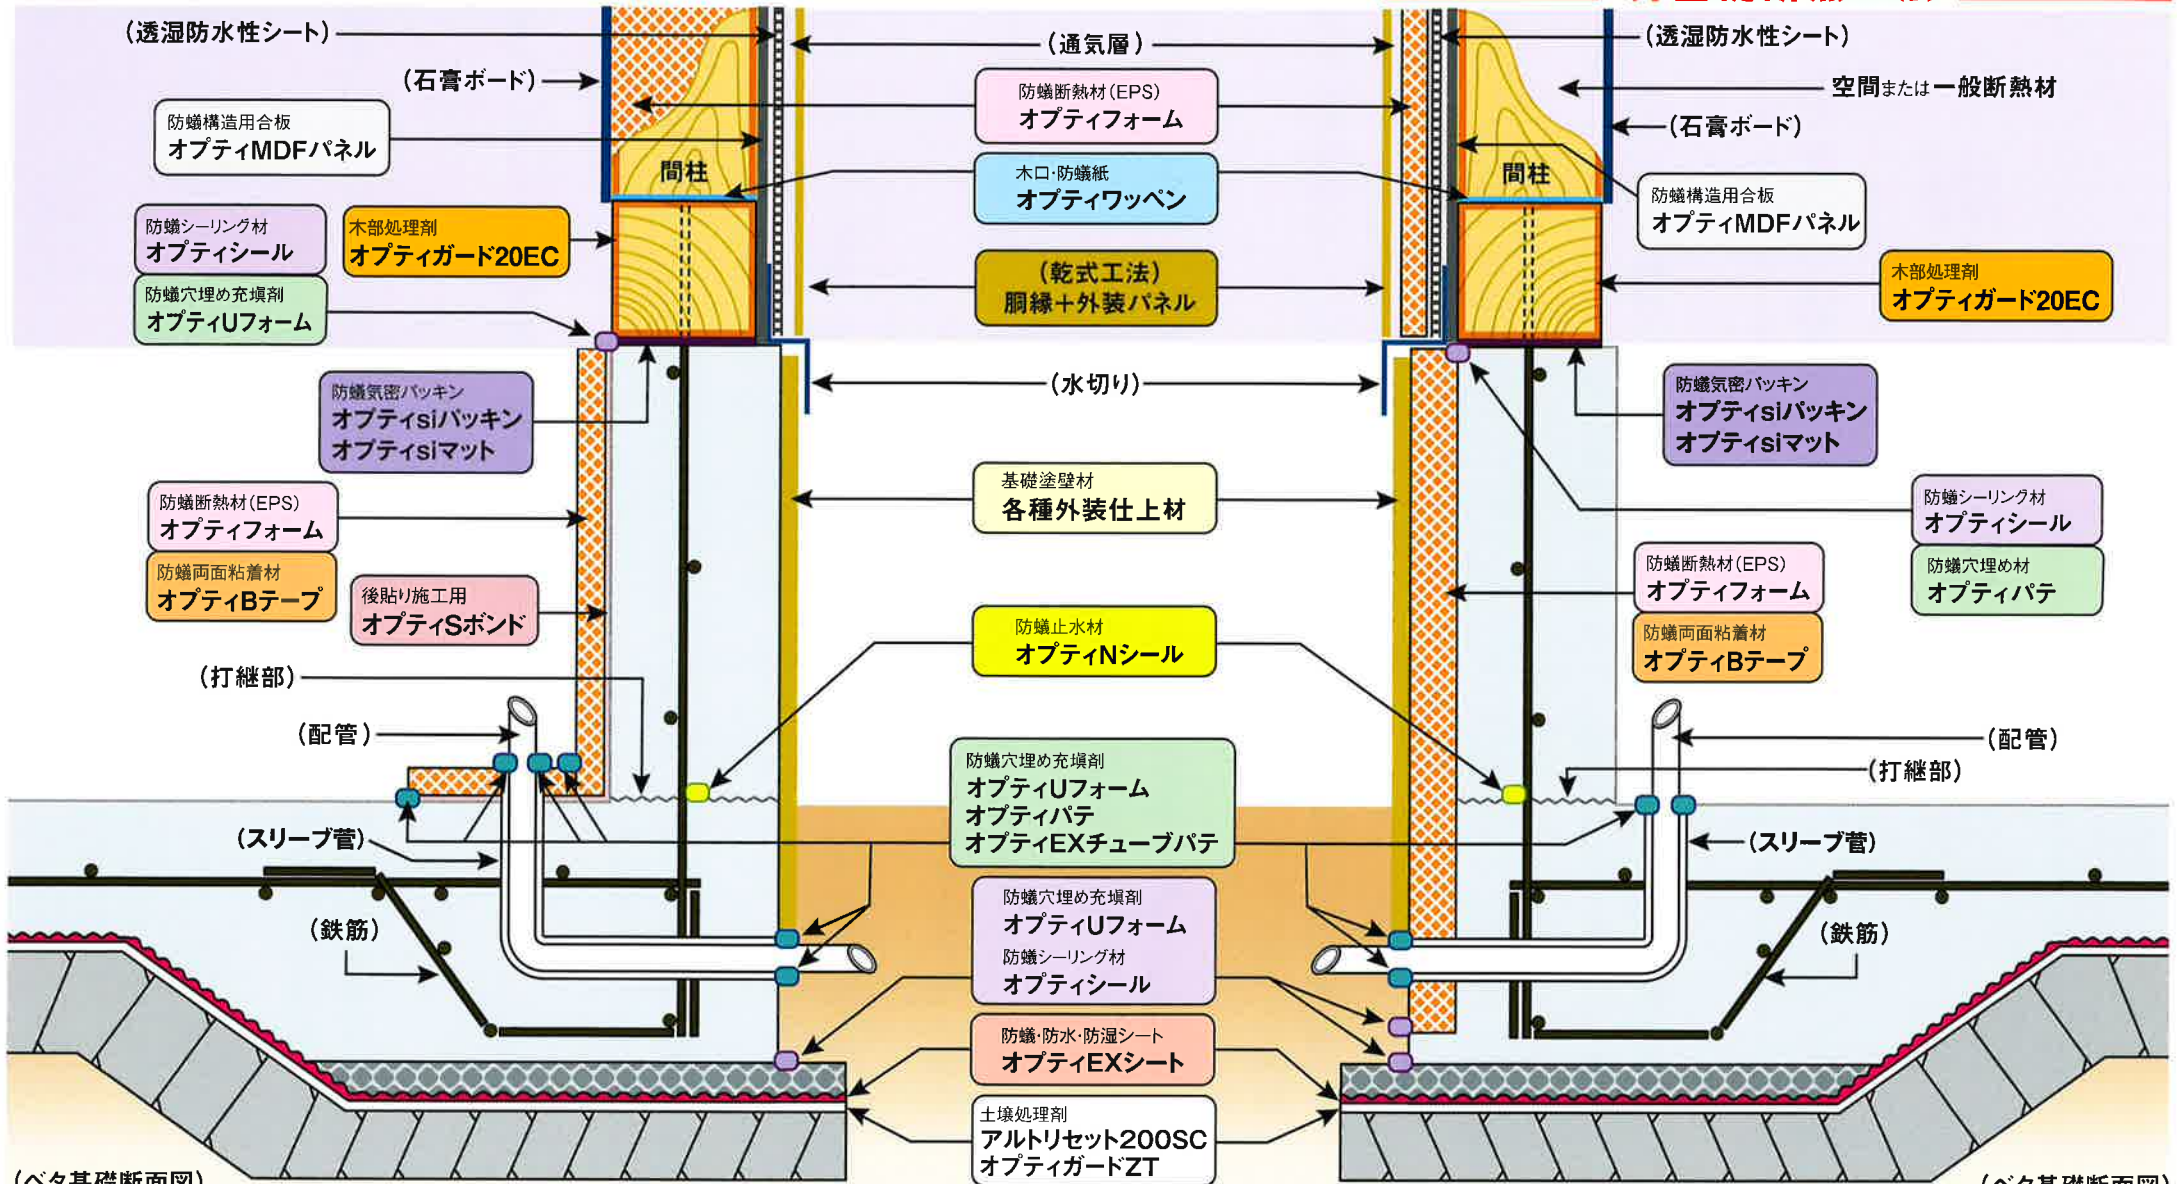 (透湿防水性シート)
(石膏ボード)
防蟻構造用合板
オプティMDFパネル
間柱
防蟻シーリング材
オプティシール
木部処理剤
オプティガード20EC
防蟻穴埋め充塡剤
オプティUフォーム
防蟻気密パッキン
オプティsiパッキン
オプティsiマット
防蟻断熱材(EPS)
オプティフォーム
防蟻両面粘着材
オプティBテープ
後貼り施工用
オプティSボンド
(打継部)
(配管)
(スリーブ菅)
(鉄筋)
(ベタ基礎断面図)
(通気層)
防蟻断熱材(EPS)
オプティフォーム
木口・防蟻紙
オプティワッペン
(乾式工法)
胴縁+外装パネル
(水切り)
基礎塗壁材
各種外装仕上材
防蟻止水材
オプティNシール
防蟻穴埋め充塡剤
オプティUフォーム
オプティパテ
オプティEXチューブパテ
防蟻穴埋め充塡剤
オプティUフォーム
防蟻シーリング材
オプティシール
防蟻・防水・防湿シート
オプティEXシート
土壌処理剤
アルトリセット200SC
オプティガードZT
(透湿防水性シート)
空間または一般断熱材
(石膏ボード)
間柱
防蟻構造用合板
オプティMDFパネル
木部処理剤
オプティガード20EC
防蟻気密パッキン
オプティsiパッキン
オプティsiマット
防蟻シーリング材
オプティシール
防蟻穴埋め材
オプティパテ
防蟻断熱材(EPS)
オプティフォーム
防蟻両面粘着材
オプティBテープ
(配管)
(打継部)
(スリーブ菅)
(鉄筋)
(ベタ基礎断面図)